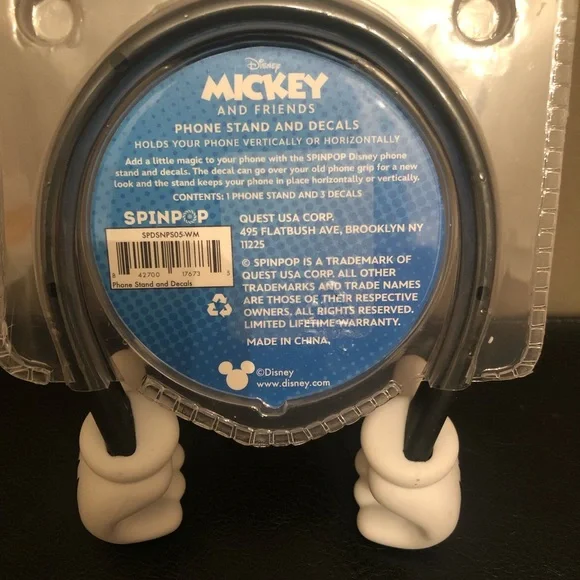 Disney
MICKEY
AND FRIENDS
PHONE STAND AND DECALS
HOLDS YOUR PHONE VERTICALLY OR HORIZONTALLY
Add a little magic to your phone with the SPINPOP Disney phone
stand and decals. The decal can go over your old phone grip for a new
look and the stand keeps your phone in place horizontally or vertically.
CONTENTS: 1 PHONE STAND AND 3 DECALS
SPINPOP
SPDSNPS05-WM
8 42700 17673 5
Phone Stand and Decals
QUEST USA CORP.
495 FLATBUSH AVE, BROOKLYN NY
11225
© SPINPOP IS A TRADEMARK OF
QUEST USA CORP. ALL OTHER
TRADEMARKS AND TRADE NAMES
ARE THOSE OF THEIR RESPECTIVE
OWNERS. ALL RIGHTS RESERVED.
LIMITED LIFETIME WARRANTY.
MADE IN CHINA.
©Disney
www.disney.com